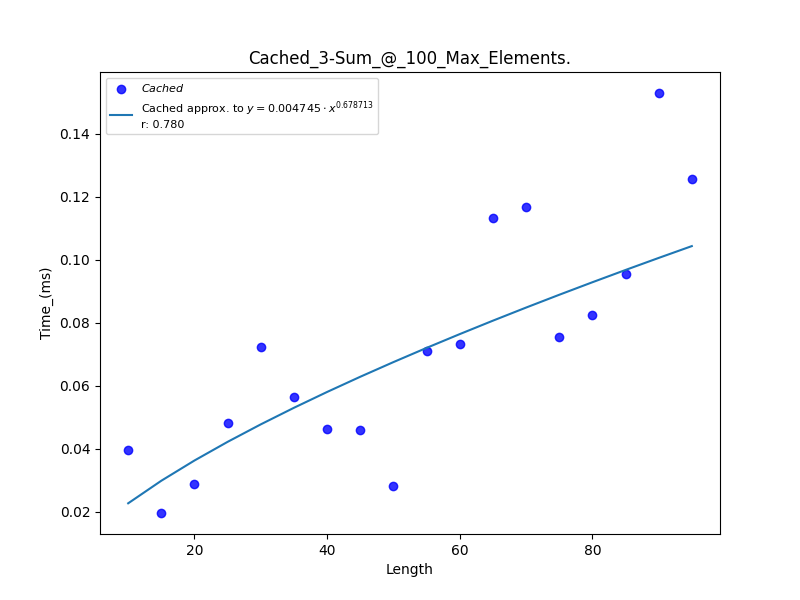 Cached_3-Sum_@_100_Max_Elements.
Cached
Cached approx. to y = 0.004745 · x^0.678713
r: 0.780
Time_(ms)
0.14
0.12
0.10
0.08
0.06
0.04
0.02
20 40 60 80
Length